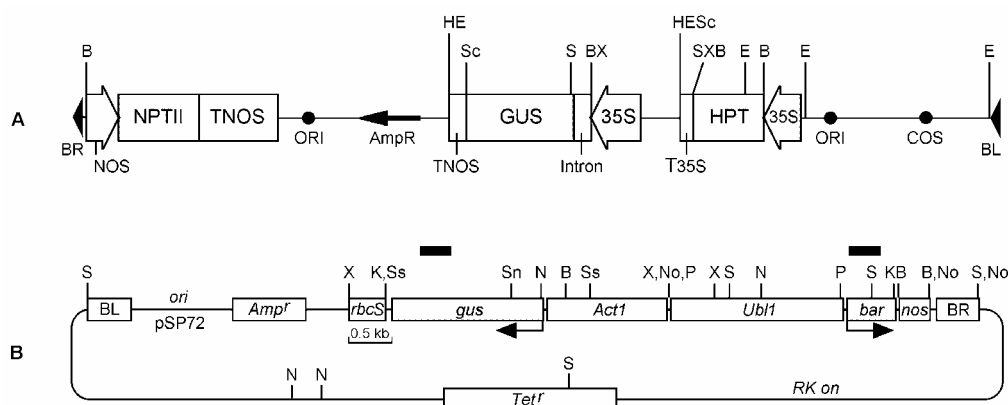 HE HESc
B Sc S BX SXB E B E E
A NPTII TNOS GUS 35S HPT 35S
BR NOS ORI AmpR TNOS Intron T35S ORI COS BL
S X K,Ss Sn N B Ss X,No,P X S N P S K B B,No S,No
BL ori Ampr rbcS gus Act1 Ubl1 bar nos BR
pSP72
0.5 kb
B N N S
Tetr RK on